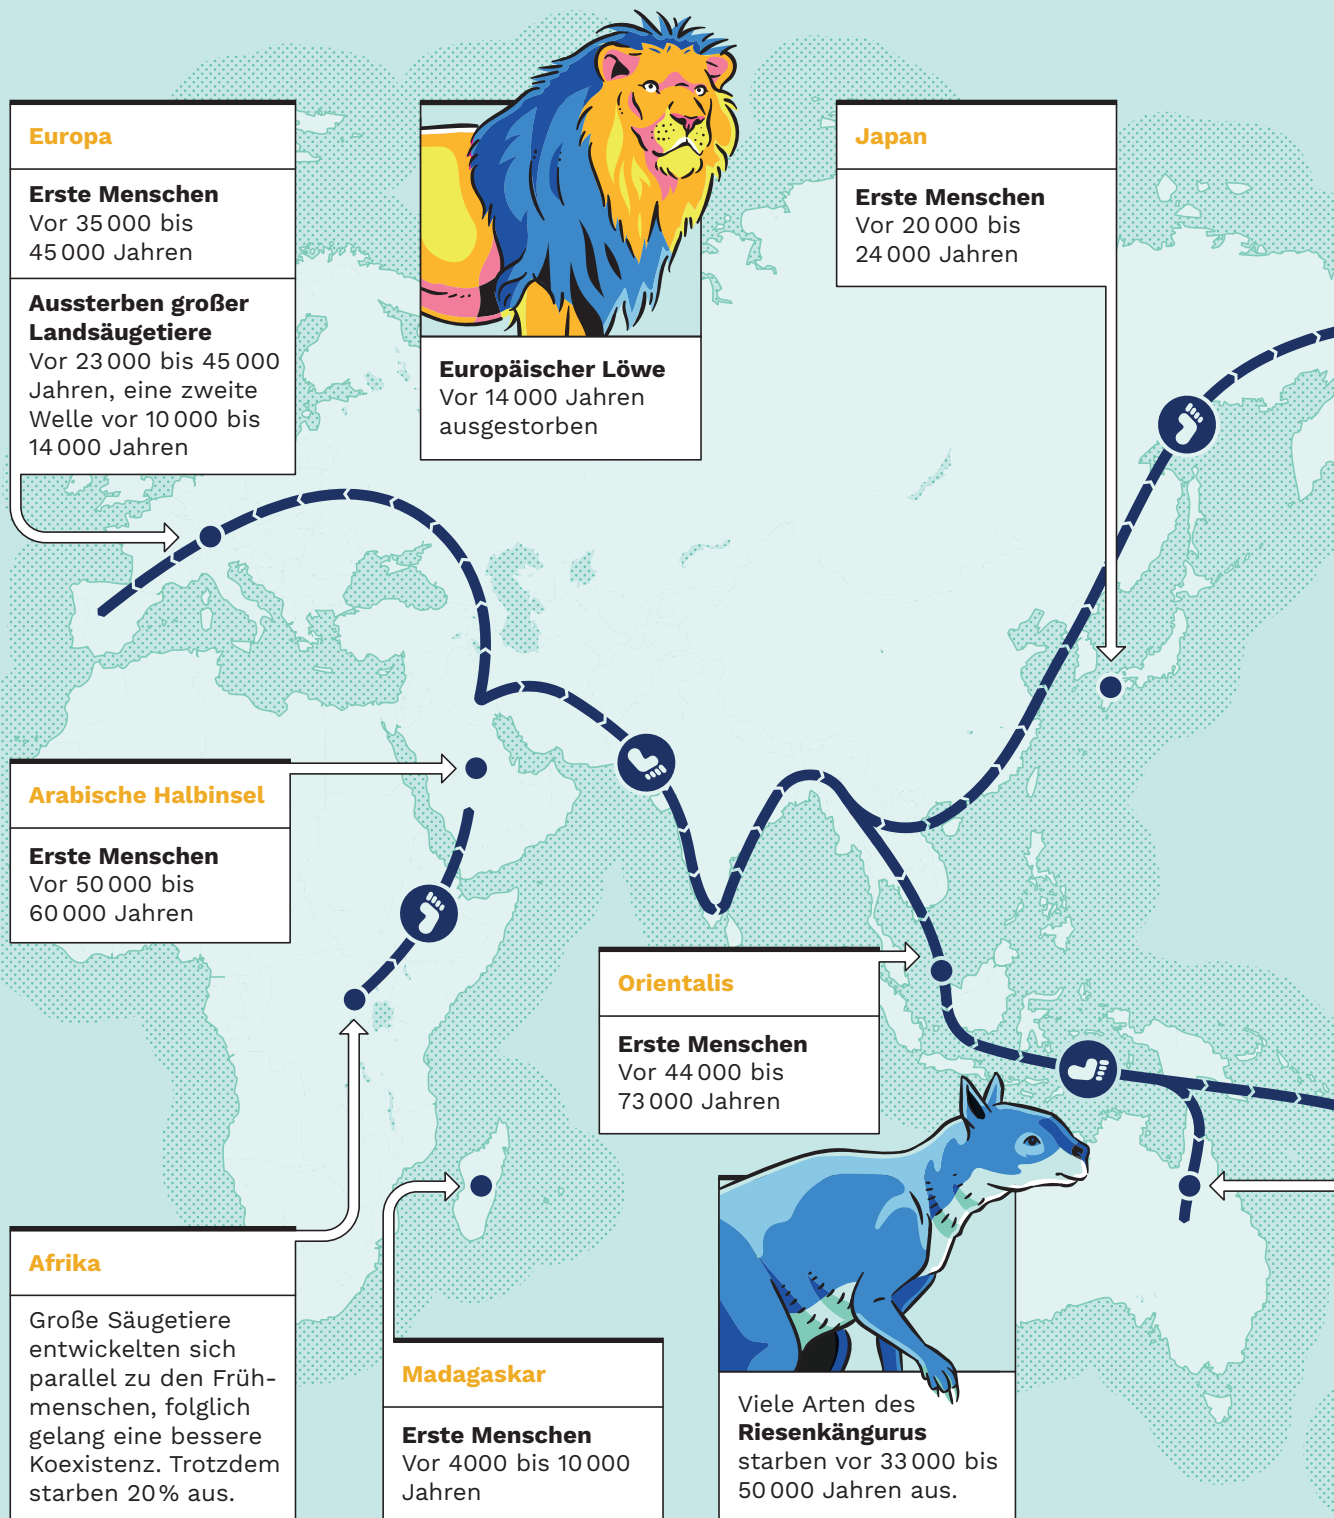 Europa
Erste Menschen
Vor 35 000 bis
45 000 Jahren
Aussterben großer
Landsäugetiere
Vor 23 000 bis 45 000
Jahren, eine zweite
Welle vor 10 000 bis
14 000 Jahren
Europäischer Löwe
Vor 14 000 Jahren
ausgestorben
Japan
Erste Menschen
Vor 20 000 bis
24 000 Jahren
Arabische Halbinsel
Erste Menschen
Vor 50 000 bis
60 000 Jahren
Orientalis
Erste Menschen
Vor 44 000 bis
73 000 Jahren
Afrika
Große Säugetiere
entwickelten sich
parallel zu den Früh-
menschen, folglich
gelang eine bessere
Koexistenz. Trotzdem
starben 20 % aus.
Madagaskar
Erste Menschen
Vor 4000 bis 10 000
Jahren
Viele Arten des
Riesenkängurus
starben vor 33 000 bis
50 000 Jahren aus.